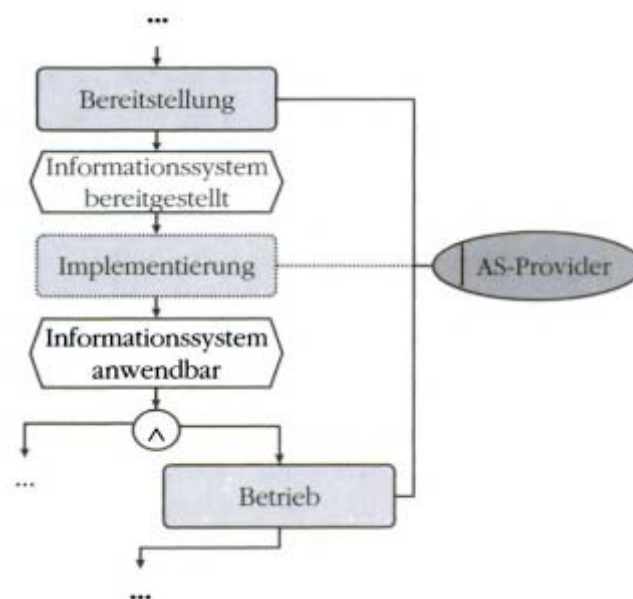 ...
Bereitstellung
Informationssystem
bereitgestellt
Implementierung
AS-Provider
Informationssystem
anwendbar
^
...
Betrieb
...